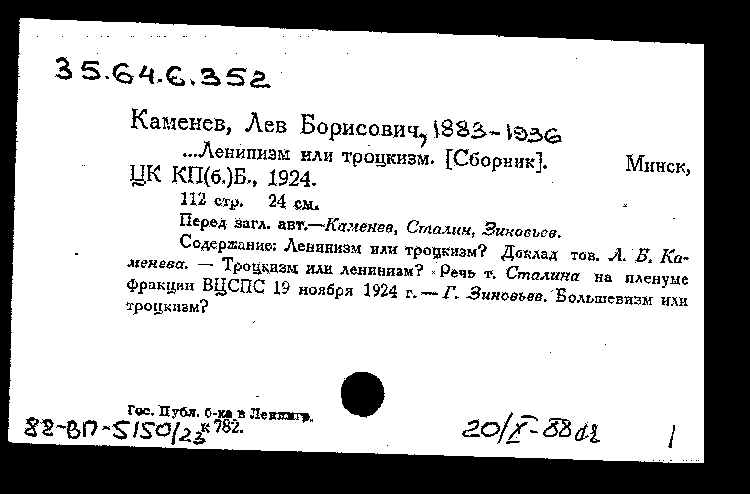 35.64.6.352
Каменев, Лев Борисович, 1883-1936
...Ленинизм или троцкизм. [Сборник]. Минск,
ЦК КП(б.)Б., 1924.
112 стр. 24 см.
Перед загл. авт.—Каменев, Сталин, Зиновьев.
Содержание: Ленинизм или троцкизм? Доклад тов. Л. Б. Ка-
менева. — Троцкизм или ленинизм? Речь т. Сталина на пленуме
фракции ВЦСПС 19 ноября 1924 г.—Г. Зиновьев. Большевизм или
троцкизм?
Гос. Публ. б-ка в Ленингр.
82-ВП-5150/23 к 782. 20/X-88 1